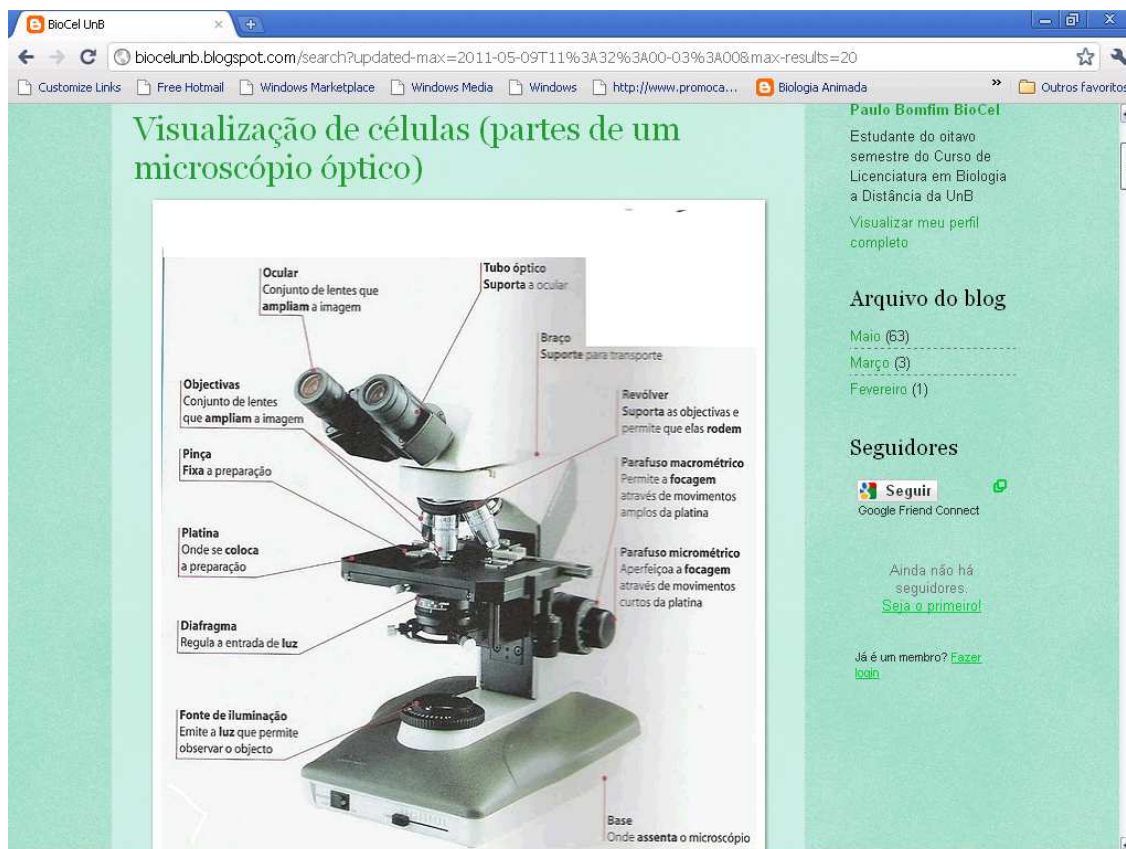 BioCel UnB
biocelunb.blogspot.com/search?updated-max=2011-05-09T11%3A32%3A00-03%3A00&max-results=20
Customize Links Free Hotmail Windows Marketplace Windows Media Windows http://www.promoca... Biologia Animada » Outros favoritos
Visualização de células (partes de um
microscópio óptico)
Ocular
Conjunto de lentes que
ampliam a imagem
Tubo óptico
Suporta a ocular
Braço
Suporte para transporte
Objectivas
Conjunto de lentes
que ampliam a imagem
Revólver
Suporta as objectivas e
permite que elas rodem
Pinça
Fixa a preparação
Parafuso macrométrico
Permite a focagem
através de movimentos
amplos da platina
Platina
Onde se coloca
a preparação
Parafuso micrométrico
Aperfeiçoa a focagem
através de movimentos
curtos da platina
Diafragma
Regula a entrada de luz
Fonte de iluminação
Emite a luz que permite
observar o objecto
Base
Onde assenta o microscópio
Paulo Bomfim BioCel
Estudante do oitavo
semestre do Curso de
Licenciatura em Biologia
a Distância da UnB
Visualizar meu perfil
completo
Arquivo do blog
Maio (63)
Março (3)
Fevereiro (1)
Seguidores
Seguir
Google Friend Connect
Ainda não há
seguidores.
Seja o primeiro!
Já é um membro? Fazer
login